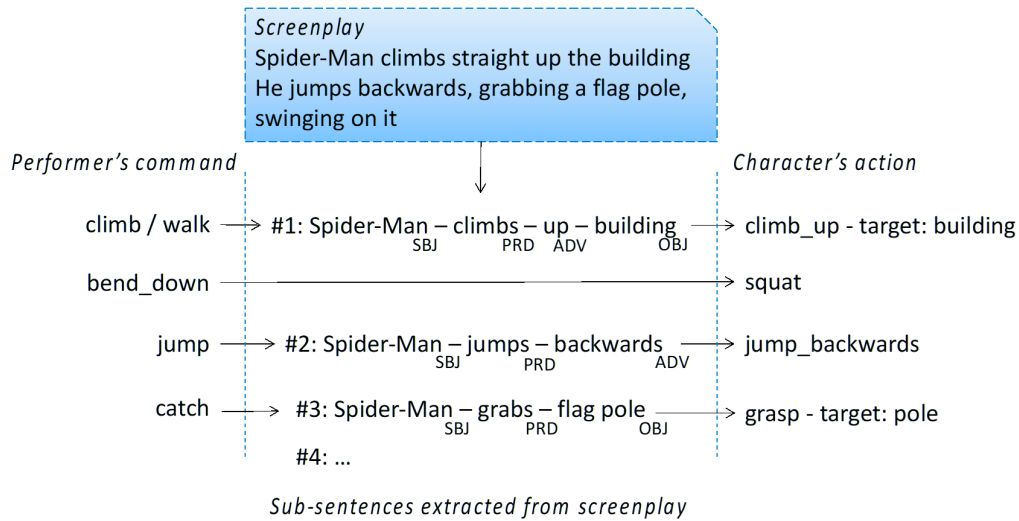 Screenplay
Spider-Man climbs straight up the building
He jumps backwards, grabbing a flag pole,
swinging on it
Performer's command
Character's action
climb / walk
#1: Spider-Man – climbs – up – building
SBJ PRD ADV OBJ
climb_up - target: building
bend_down
squat
jump
#2: Spider-Man – jumps – backwards
SBJ PRD ADV
jump_backwards
catch
#3: Spider-Man – grabs – flag pole
SBJ PRD OBJ
grasp - target: pole
#4: ...
Sub-sentences extracted from screenplay